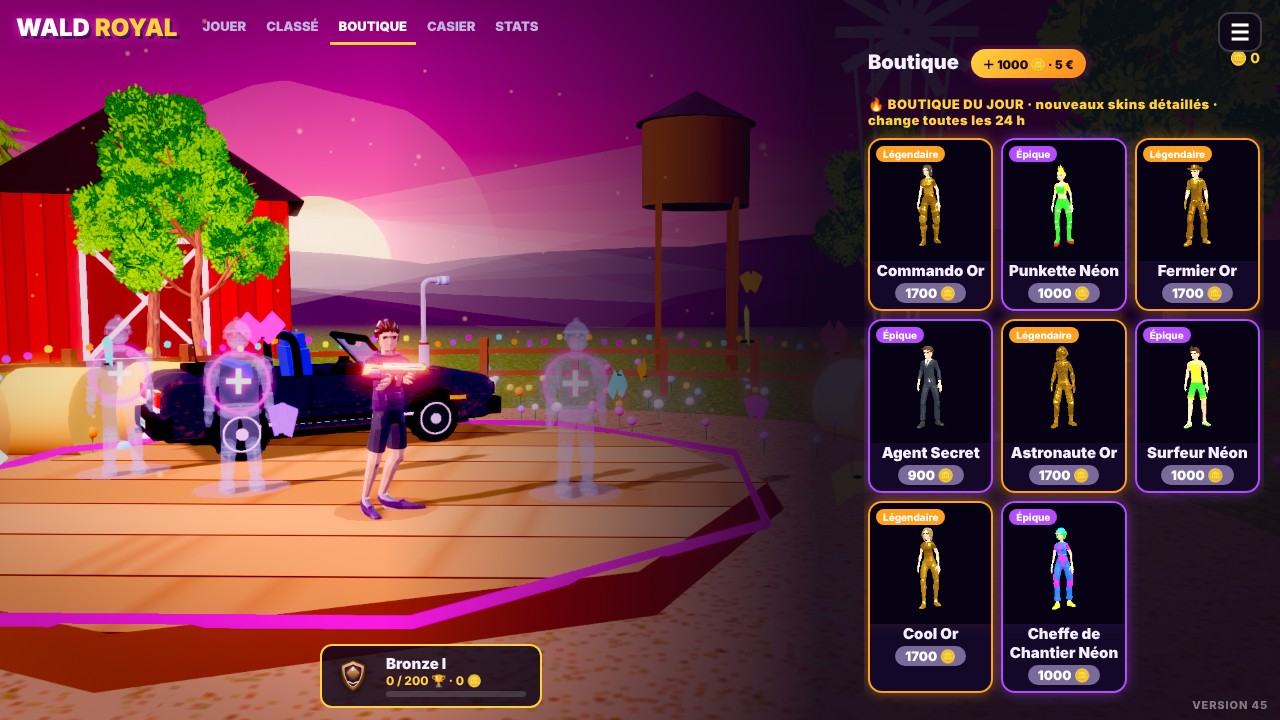 WALD ROYAL
JOUER
CLASSÉ
BOUTIQUE
CASIER
STATS
☰
🪙 0
Boutique
+ 1000 🪙 · 5 €
🔥 BOUTIQUE DU JOUR · nouveaux skins détaillés ·
change toutes les 24 h
Légendaire
Commando Or
1700 🪙
Épique
Punkette Néon
1000 🪙
Légendaire
Fermier Or
1700 🪙
Épique
Agent Secret
900 🪙
Légendaire
Astronaute Or
1700 🪙
Épique
Surfeur Néon
1000 🪙
Légendaire
Cool Or
1700 🪙
Épique
Cheffe de
Chantier Néon
1000 🪙
Bronze I
0 / 200 🏆 · 0 🪙
VERSION 45